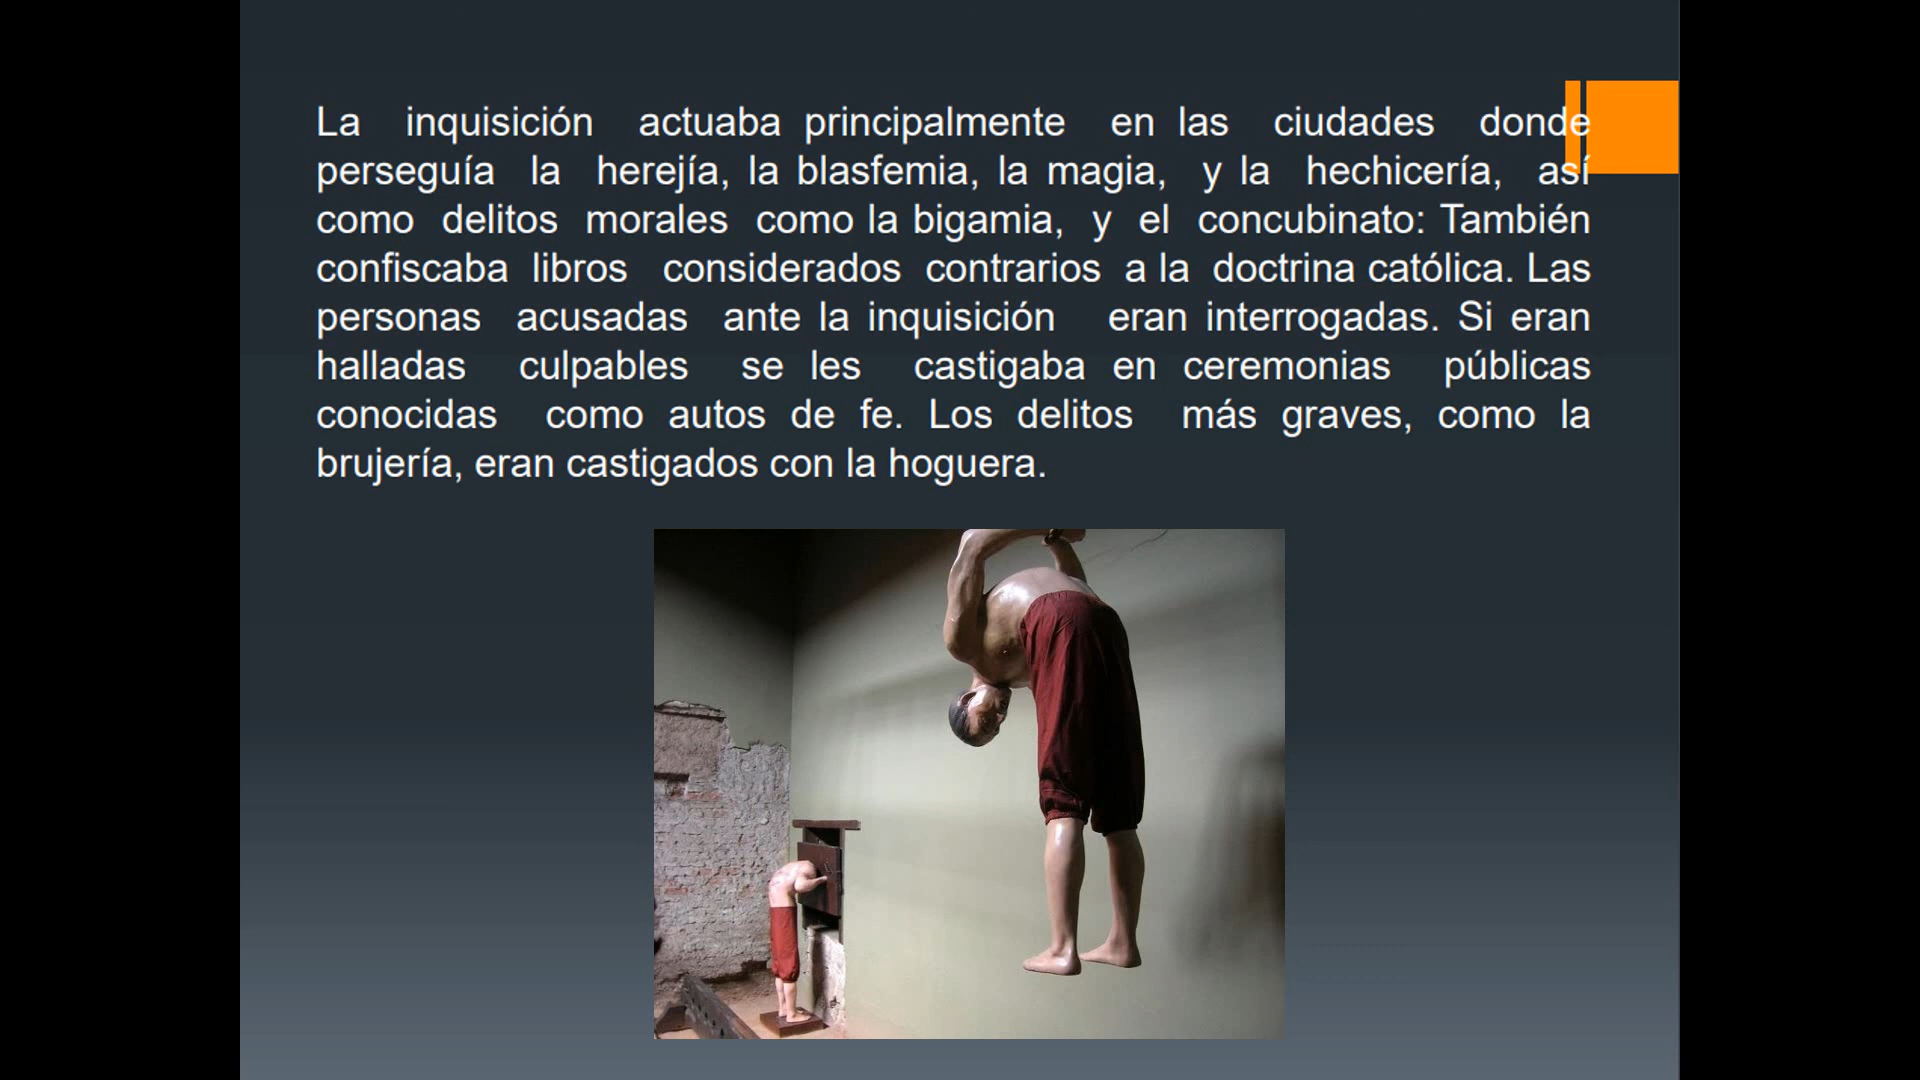 La inquisición actuaba principalmente en las ciudades donde
perseguía la herejía, la blasfemia, la magia, y la hechicería, así
como delitos morales como la bigamia, y el concubinato: También
confiscaba libros considerados contrarios a la doctrina católica. Las
personas acusadas ante la inquisición eran interrogadas. Si eran
halladas culpables se les castigaba en ceremonias públicas
conocidas como autos de fe. Los delitos más graves, como la
brujería, eran castigados con la hoguera.